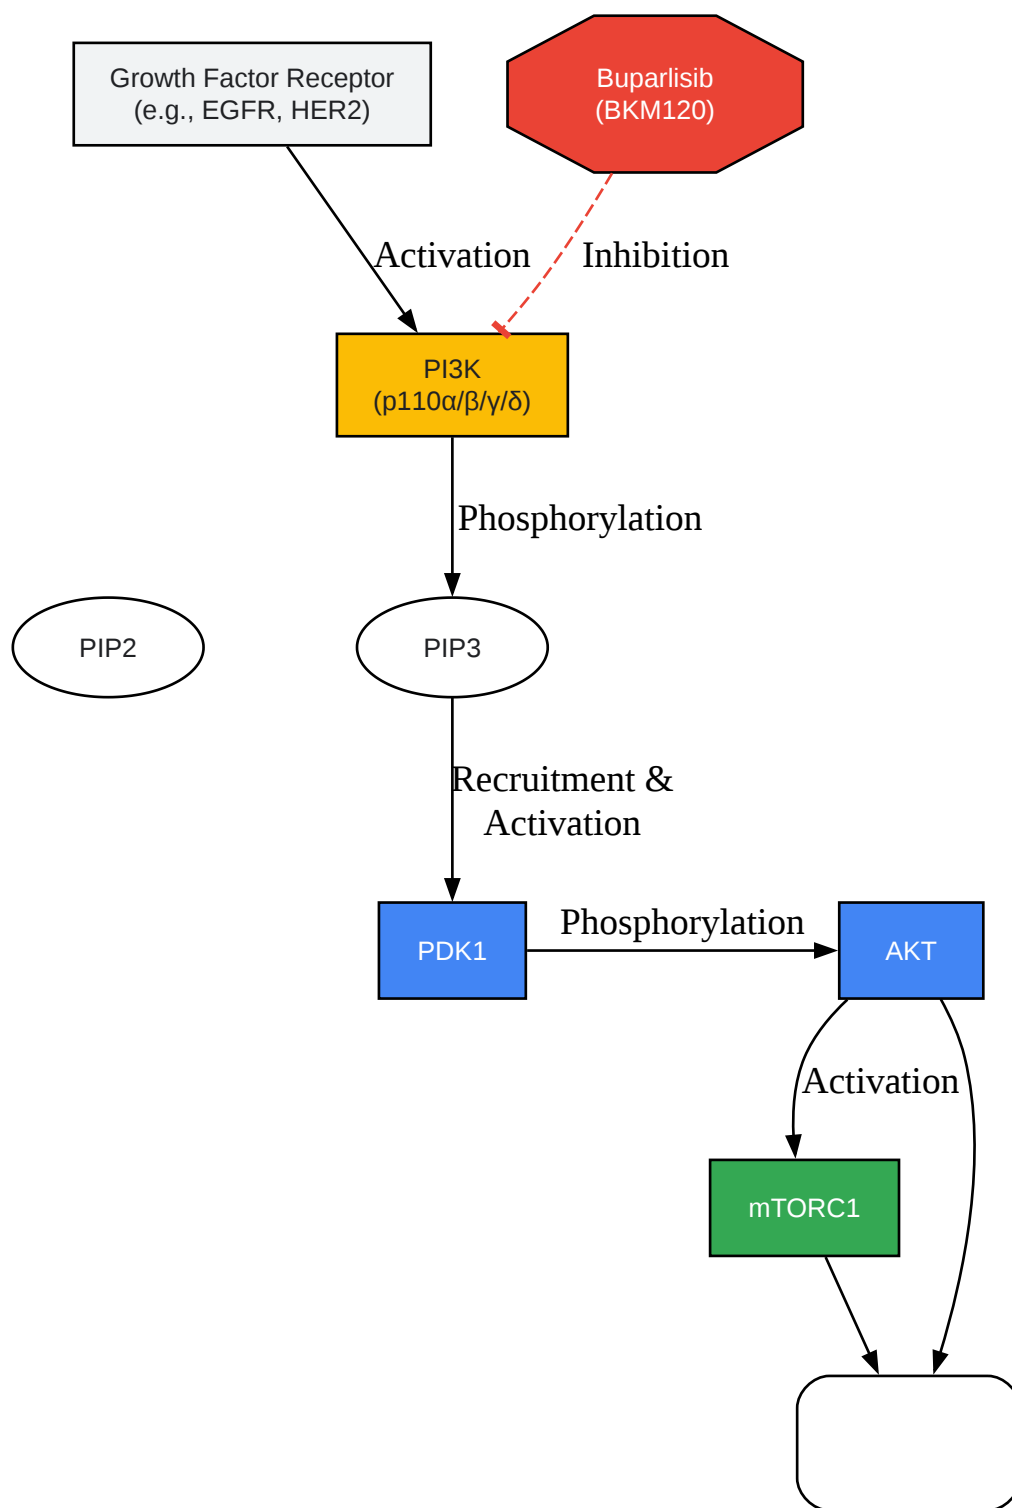 Growth Factor Receptor
(e.g., EGFR, HER2)
Buparlisib
(BKM120)
Activation
Inhibition
PI3K
(p110α/β/γ/δ)
Phosphorylation
PIP2
PIP3
Recruitment &
Activation
PDK1
Phosphorylation
AKT
Activation
mTORC1